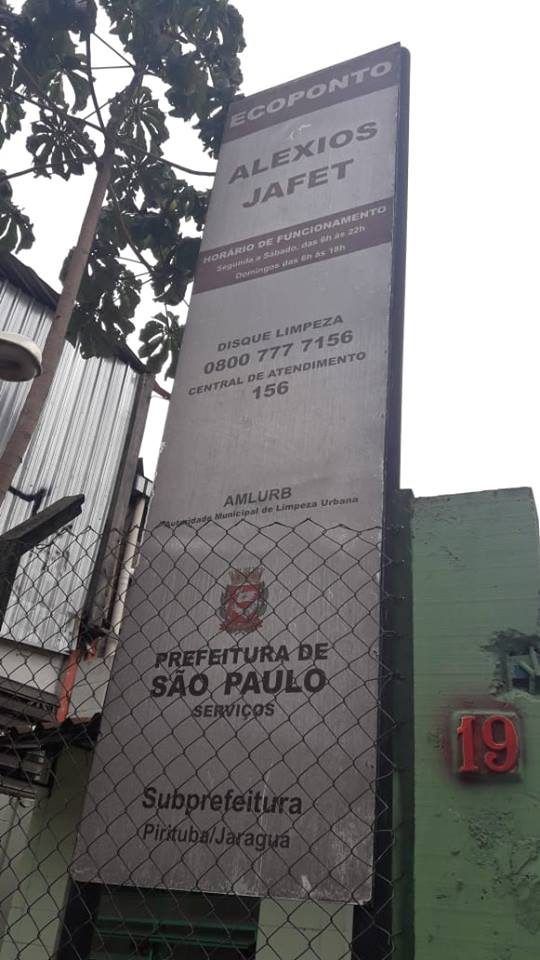 ECOPONTO
ALEXIOS
JAFET
HORÁRIO DE FUNCIONAMENTO
Segunda a Sábado, das 6h às 22h
Domingos das 6h às 18h
DISQUE LIMPEZA
0800 777 7156
CENTRAL DE ATENDIMENTO
156
AMLURB
Autoridade Municipal de Limpeza Urbana
PREFEITURA DE
SÃO PAULO
SERVIÇOS
Subprefeitura
Pirituba/Jaraguá
19